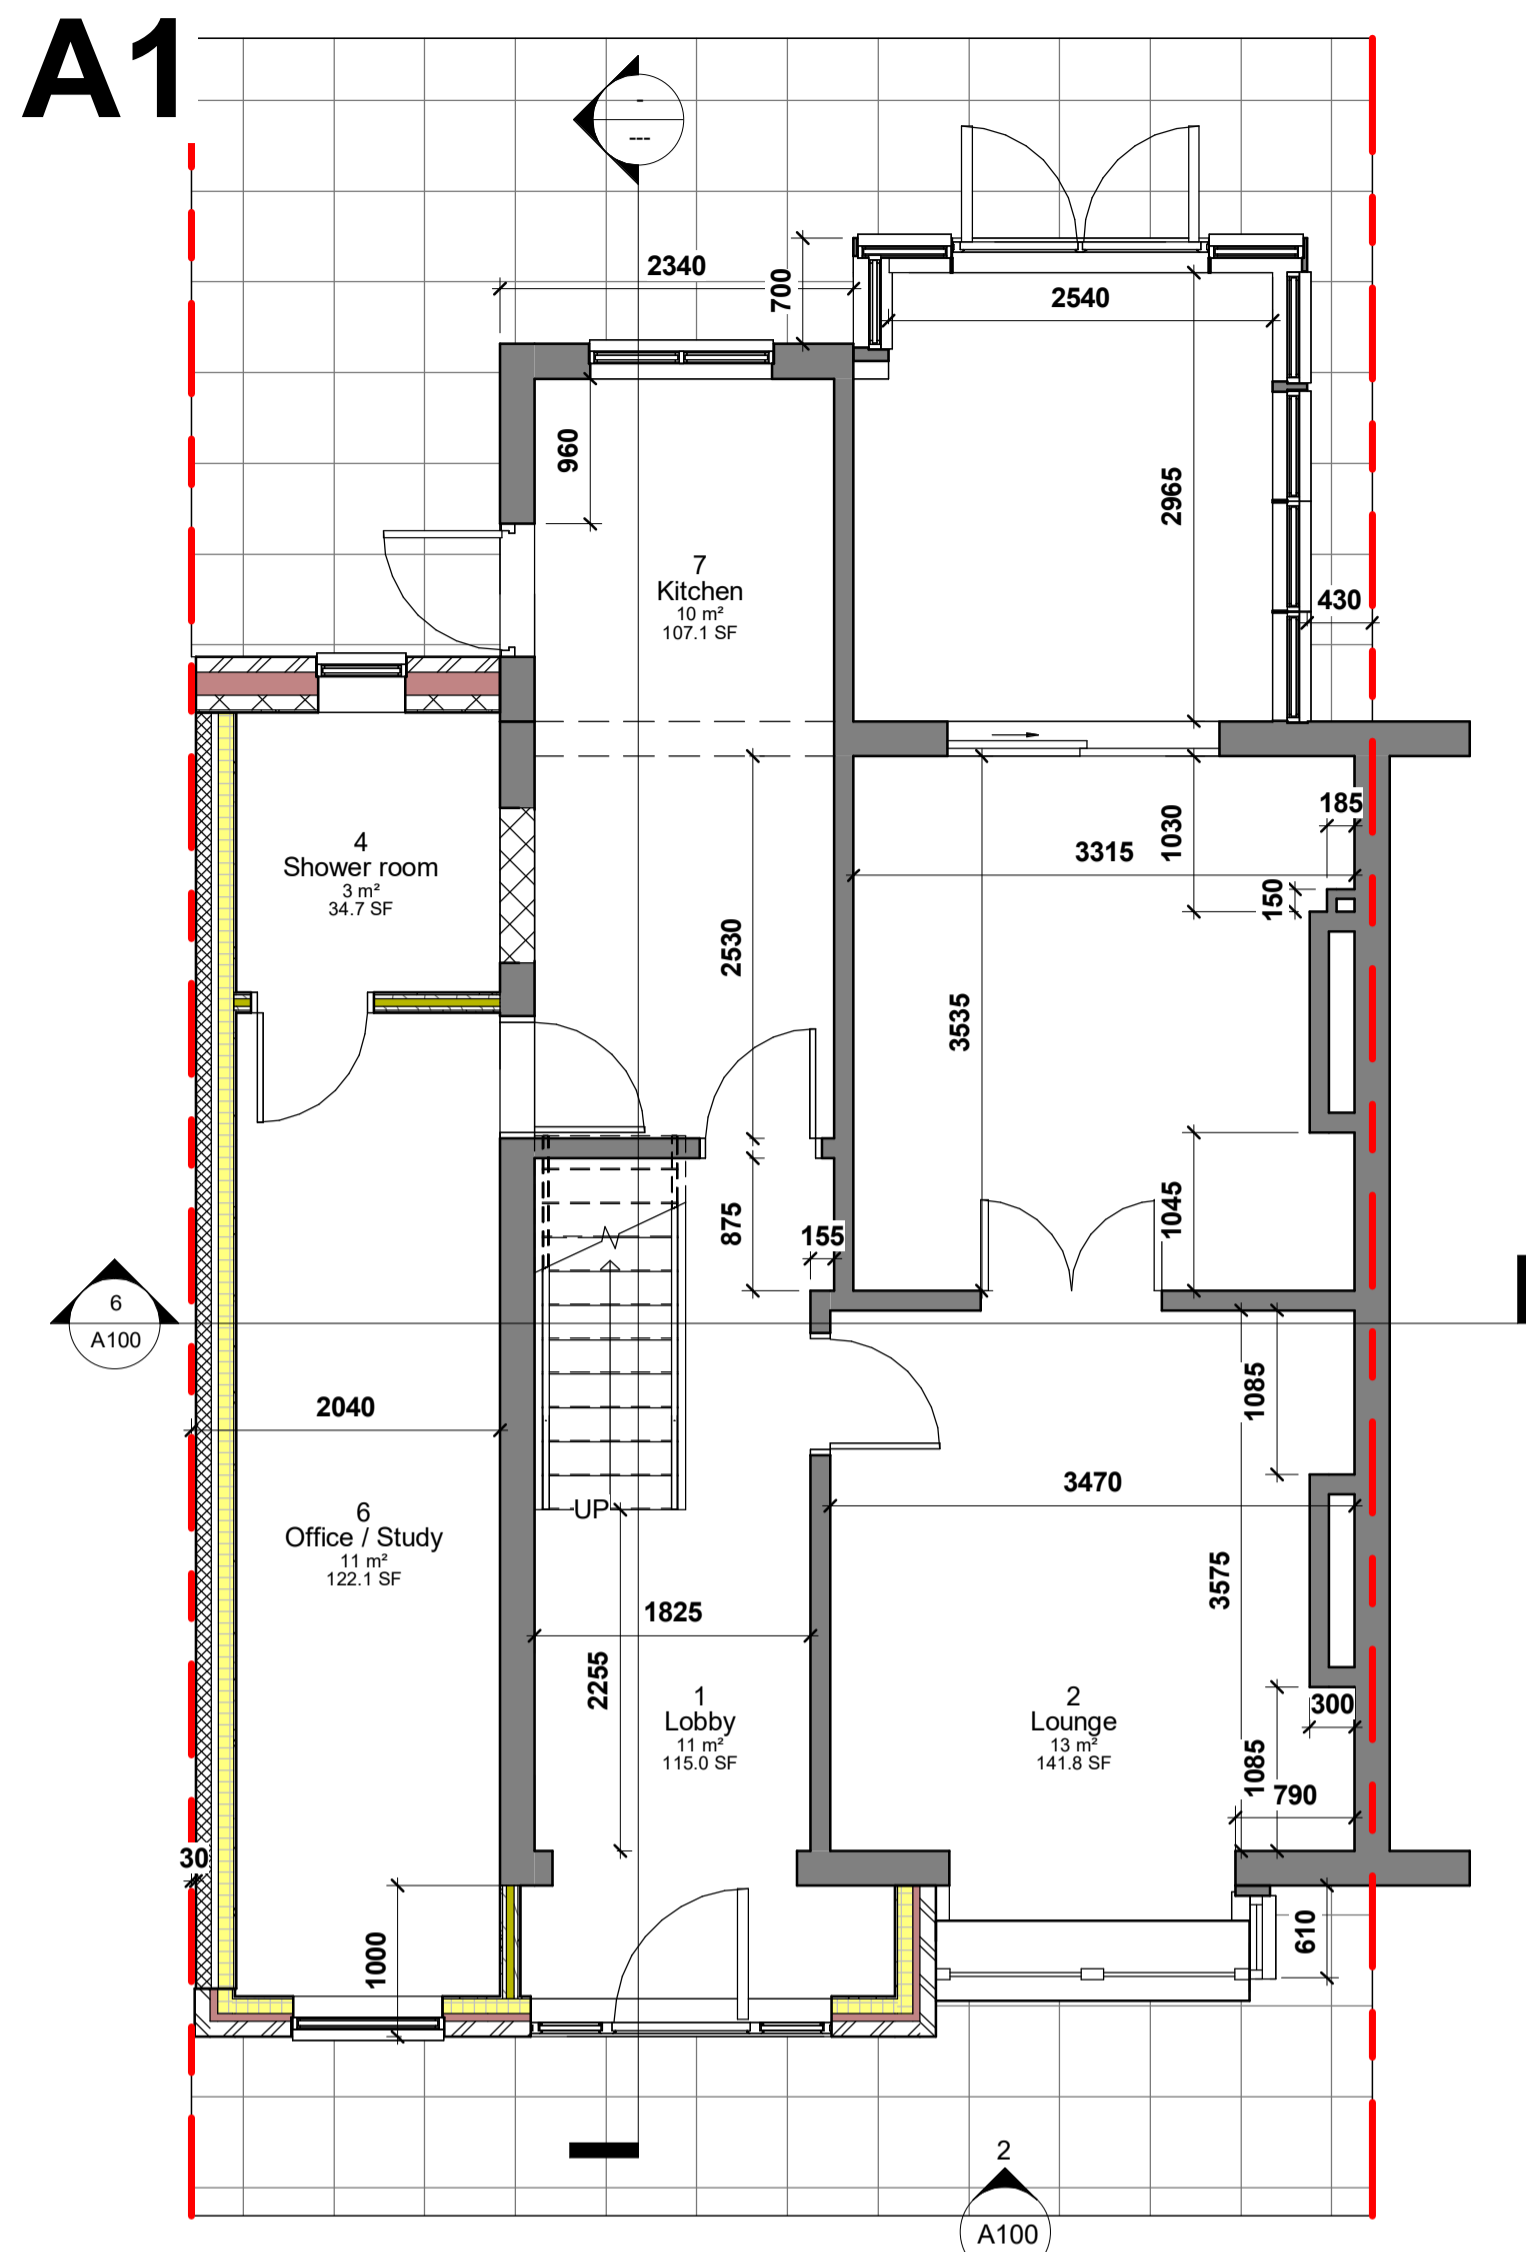 A1
-
---
2340
700
2540
960
2965
7
Kitchen
10 m²
107.1 SF
430
185
1030
3315
150
4
Shower room
3 m²
34.7 SF
2530
3535
875
155
1045
6
A100
1085
2040
3470
UP
6
Office / Study
11 m²
122.1 SF
3575
1825
2255
1
Lobby
11 m²
115.0 SF
2
Lounge
13 m²
141.8 SF
300
1085
790
30
1000
610
2
A100